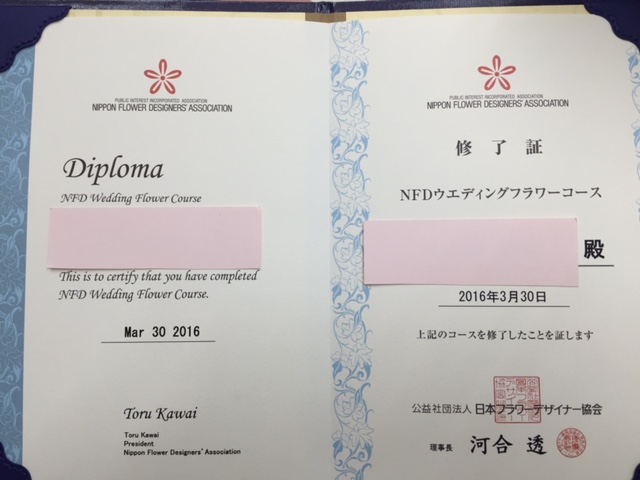 PUBLIC INTEREST INCORPORATED ASSOCIATION
NIPPON FLOWER DESIGNERS' ASSOCIATION
Diploma
NFD Wedding Flower Course
This is to certify that you have completed
NFD Wedding Flower Course.
Mar 30 2016
Toru Kawai
Toru Kawai
President
Nippon Flower Designers' Association
PUBLIC INTEREST INCORPORATED ASSOCIATION
NIPPON FLOWER DESIGNERS' ASSOCIATION
修了証
NFDウエディングフラワーコース
殿
2016年3月30日
上記のコースを修了したことを証します
公益社団法人 日本フラワーデザイナー協会
理事長 河合 透